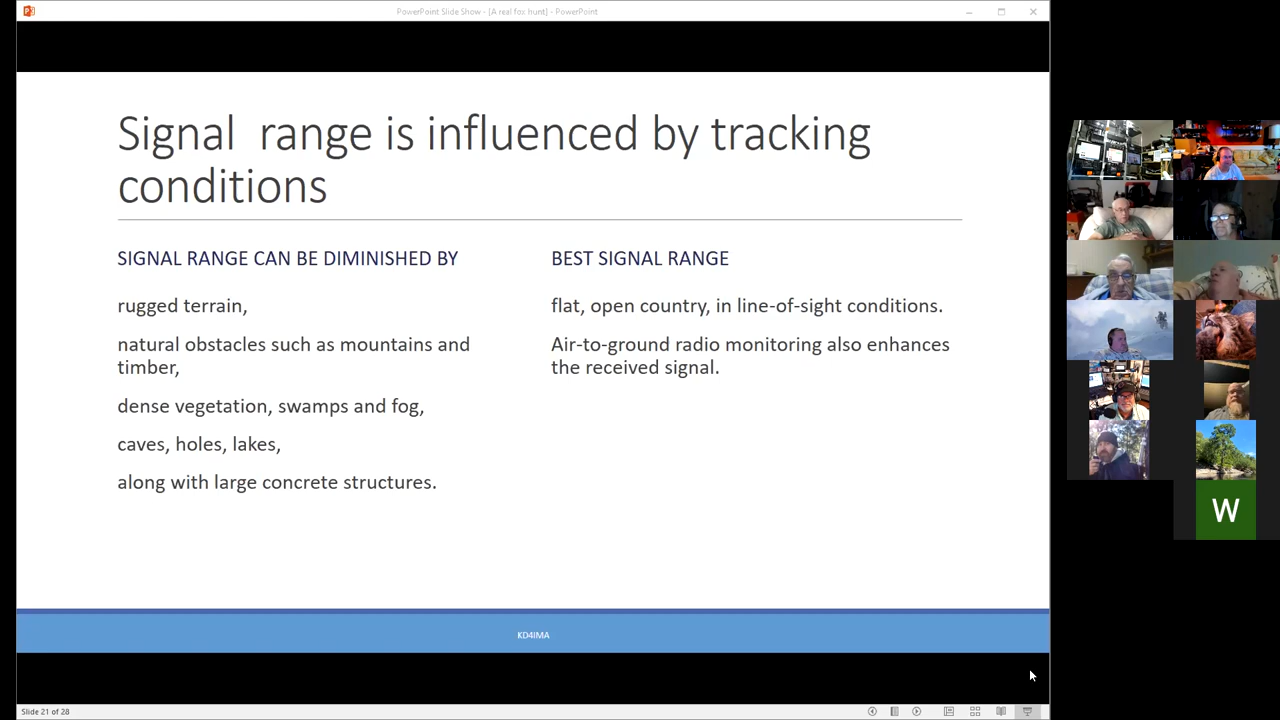 PowerPoint Slide Show - [A real fox hunt] - PowerPoint
Signal range is influenced by tracking
conditions
SIGNAL RANGE CAN BE DIMINISHED BY
rugged terrain,
natural obstacles such as mountains and
timber,
dense vegetation, swamps and fog,
caves, holes, lakes,
along with large concrete structures.
BEST SIGNAL RANGE
flat, open country, in line-of-sight conditions.
Air-to-ground radio monitoring also enhances
the received signal.
KD4IMA
W
Slide 21 of 28